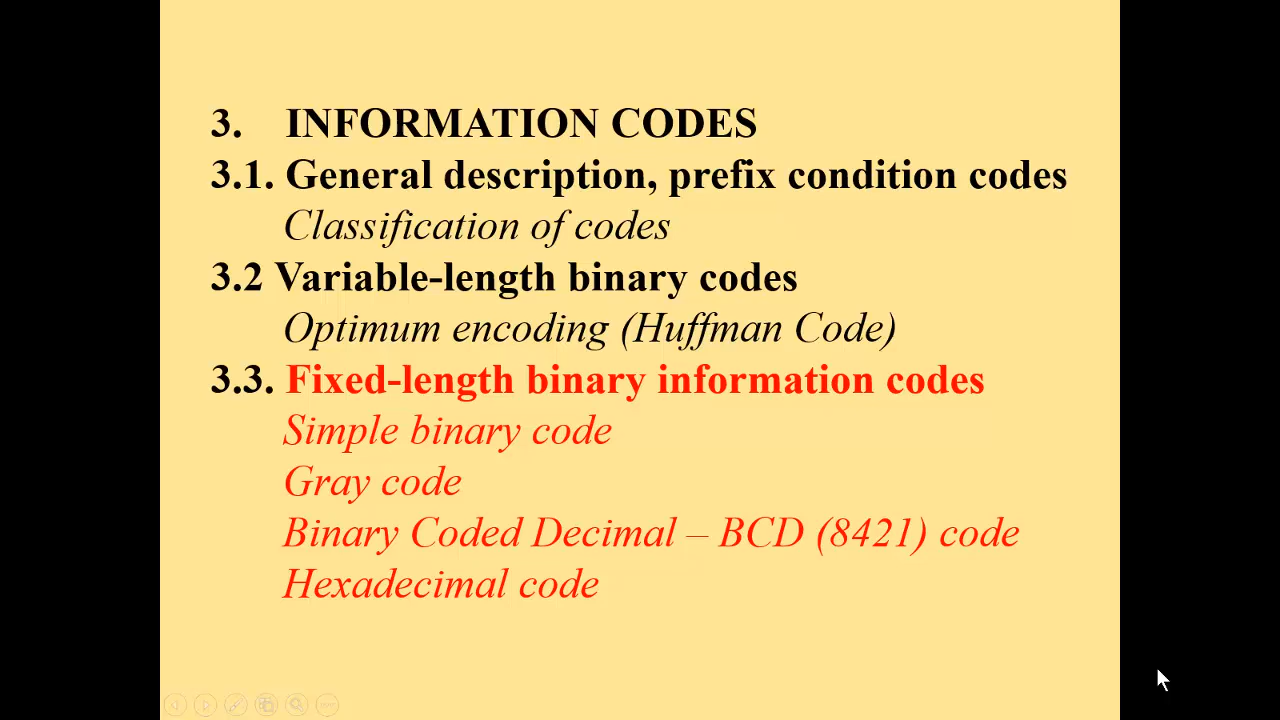 3. INFORMATION CODES
3.1. General description, prefix condition codes
Classification of codes
3.2 Variable-length binary codes
Optimum encoding (Huffman Code)
3.3. Fixed-length binary information codes
Simple binary code
Gray code
Binary Coded Decimal – BCD (8421) code
Hexadecimal code